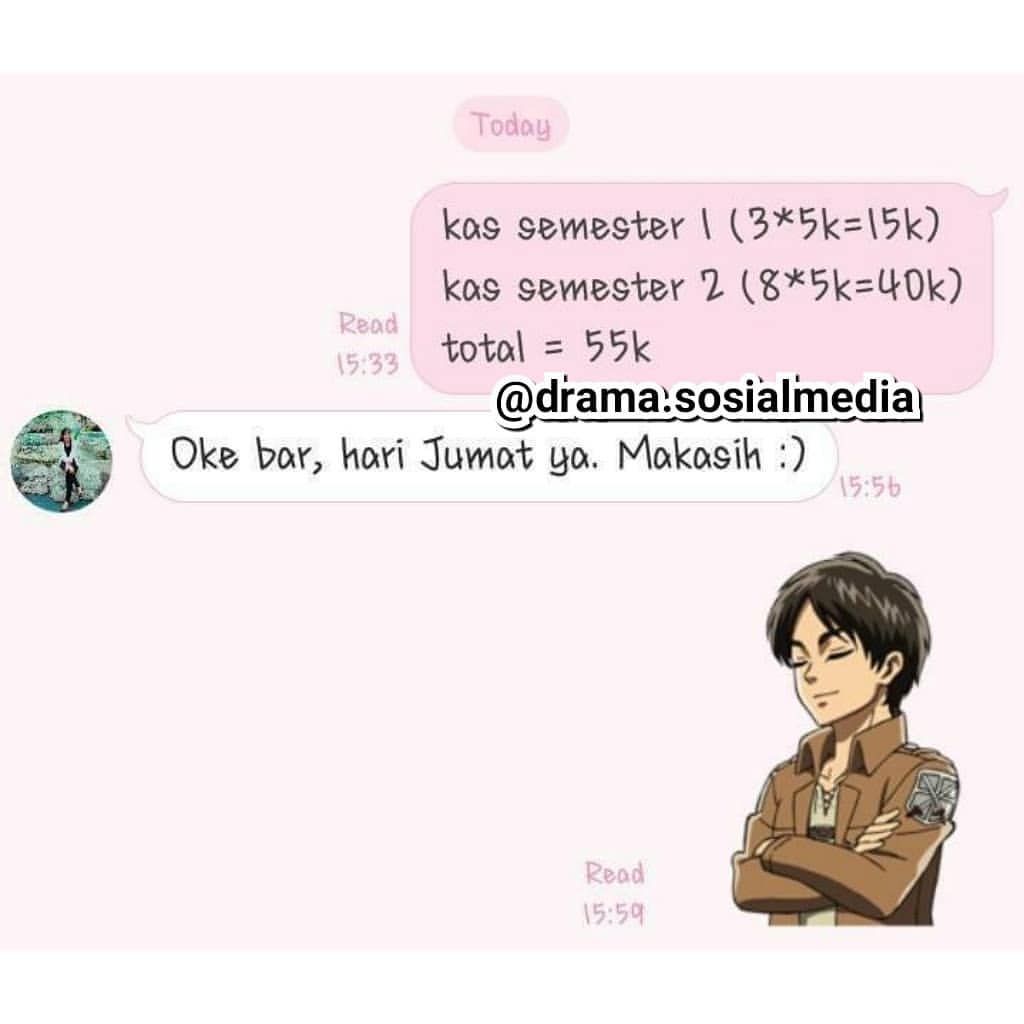 Today
kas semester 1 (3*5k=15k)
kas semester 2 (8*5k=40k)
total = 55k
Read
15:33
@drama.sosialmedia
Oke bar, hari Jumat ya. Makasih :)
15:56
Read
15:59